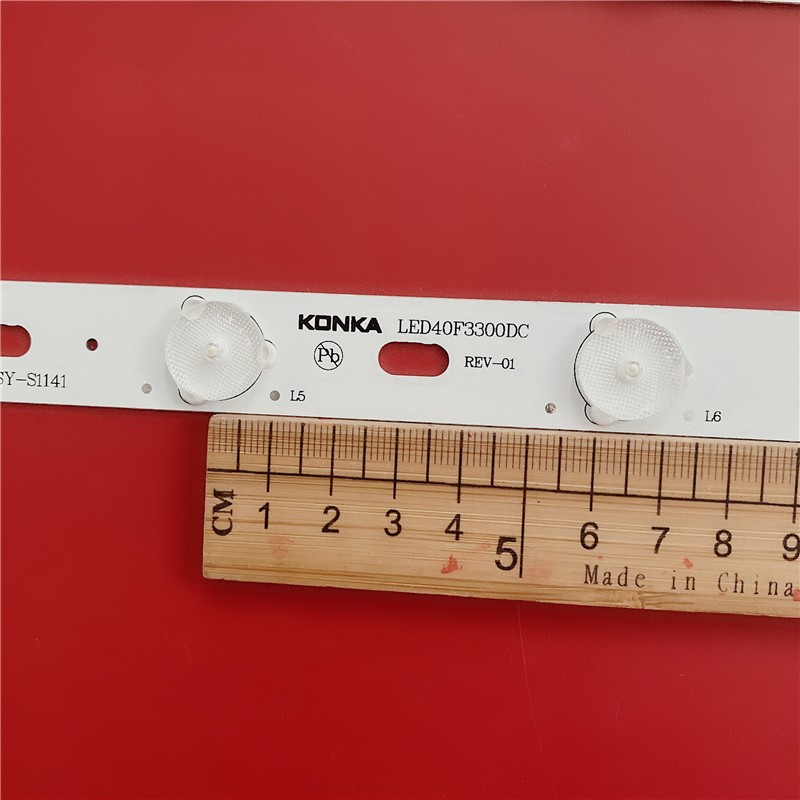 KONKA LED40F3300DC
Pb REV-01
SY-S1141
L5
L6
CM 1 2 3 4 5 6 7 8 9
Made in China